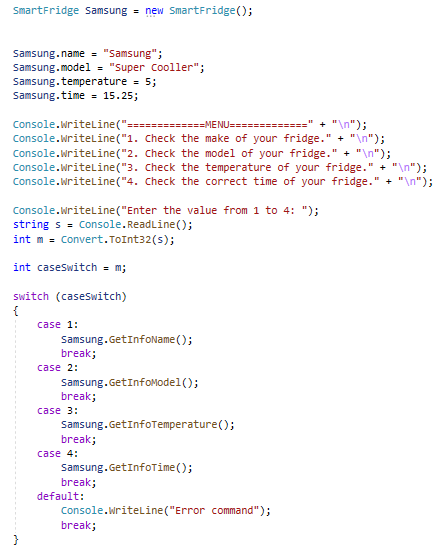 SmartFridge Samsung = new SmartFridge();
Samsung.name = "Samsung";
Samsung.model = "Super Cooller";
Samsung.temperature = 5;
Samsung.time = 15.25;
Console.WriteLine("=============MENU=============" + "\n");
Console.WriteLine("1. Check the make of your fridge." + "\n");
Console.WriteLine("2. Check the model of your fridge." + "\n");
Console.WriteLine("3. Check the temperature of your fridge." + "\n");
Console.WriteLine("4. Check the correct time of your fridge." + "\n");
Console.WriteLine("Enter the value from 1 to 4: ");
string s = Console.ReadLine();
int m = Convert.ToInt32(s);
int caseSwitch = m;
switch (caseSwitch)
{
    case 1:
        Samsung.GetInfoName();
        break;
    case 2:
        Samsung.GetInfoModel();
        break;
    case 3:
        Samsung.GetInfoTemperature();
        break;
    case 4:
        Samsung.GetInfoTime();
        break;
    default:
        Console.WriteLine("Error command");
        break;
}